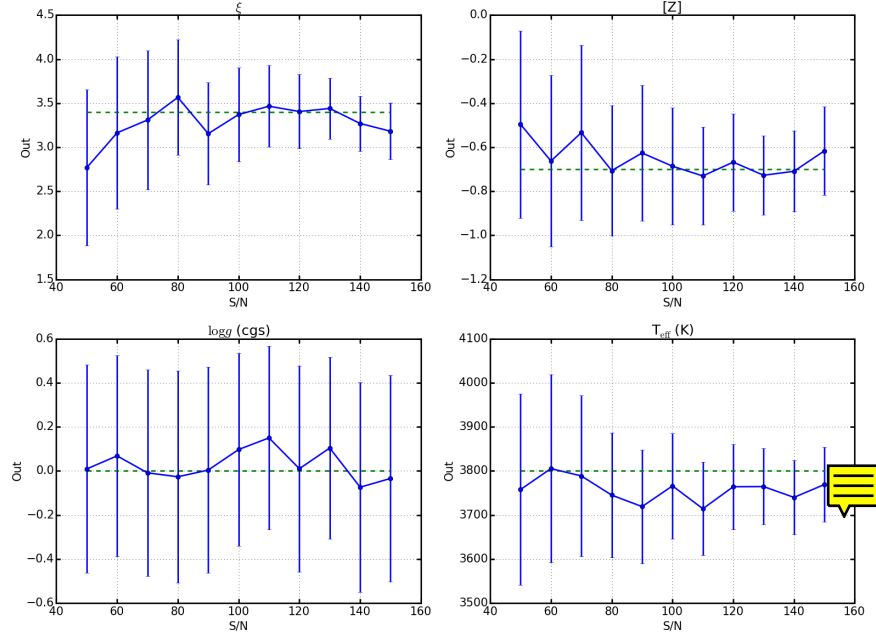 ξ
4.5
4.0
3.5
3.0
2.5
2.0
1.5
Out
40 60 80 100 120 140 160
S/N
[Z]
0.0
−0.2
−0.4
−0.6
−0.8
−1.0
−1.2
Out
40 60 80 100 120 140 160
S/N
log g (cgs)
0.6
0.4
0.2
0.0
−0.2
−0.4
−0.6
Out
40 60 80 100 120 140 160
S/N
T_eff (K)
4100
4000
3900
3800
3700
3600
3500
Out
40 60 80 100 120 140 160
S/N